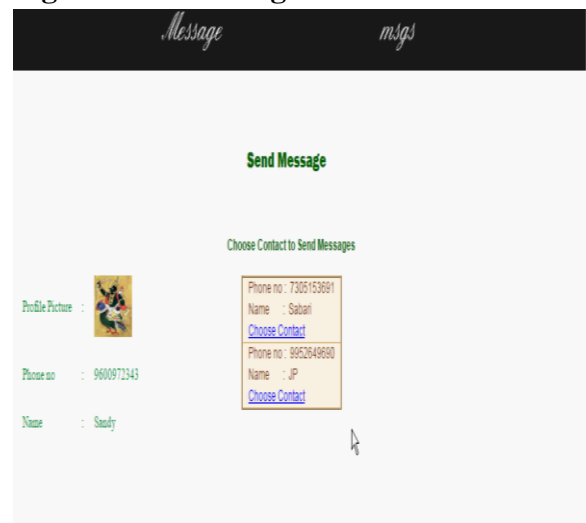 Message msgs
Send Message
Choose Contact to Send Messages
Profile Picture :
Phone no : 9600972343
Name : Sandy
Phone no : 7305153691
Name : Sabari
Choose Contact
Phone no : 9952649690
Name : JP
Choose Contact